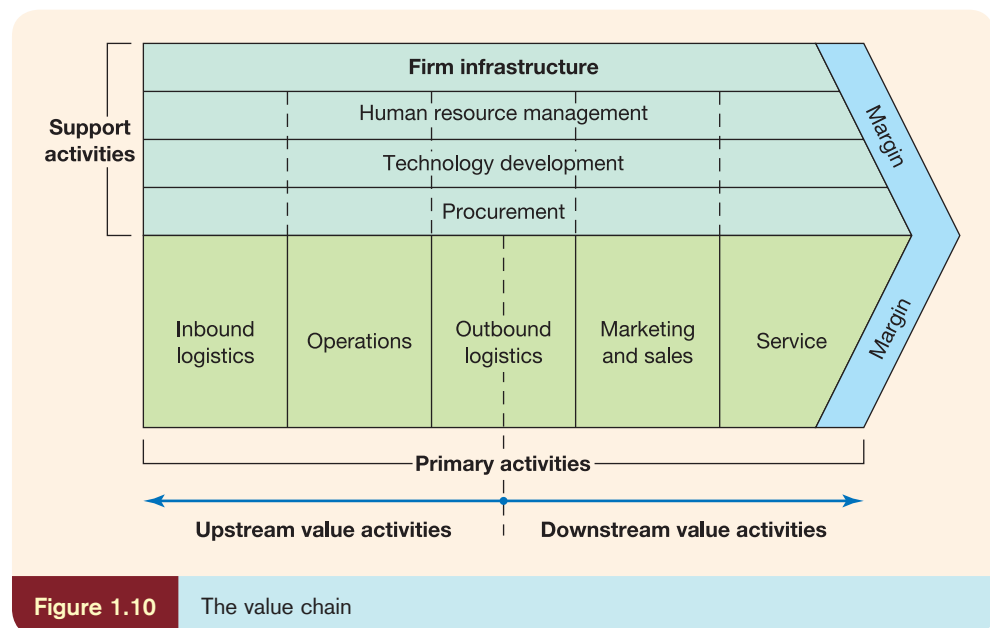 Firm infrastructure
Human resource management
Support
activities
Technology development
Procurement
Margin
Inbound
logistics
Operations
Outbound
logistics
Marketing
and sales
Service
Margin
Primary activities
Upstream value activities
Downstream value activities
Figure 1.10
The value chain